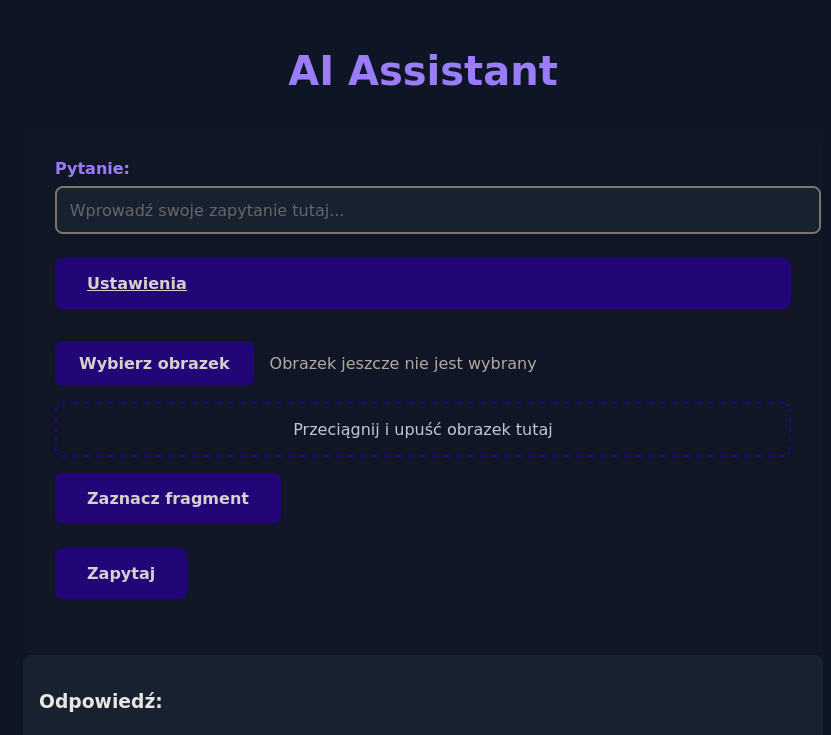 AI Assistant
Pytanie:
Wprowadź swoje zapytanie tutaj...
Ustawienia
Wybierz obrazek Obrazek jeszcze nie jest wybrany
Przeciągnij i upuść obrazek tutaj
Zaznacz fragment
Zapytaj
Odpowiedź: